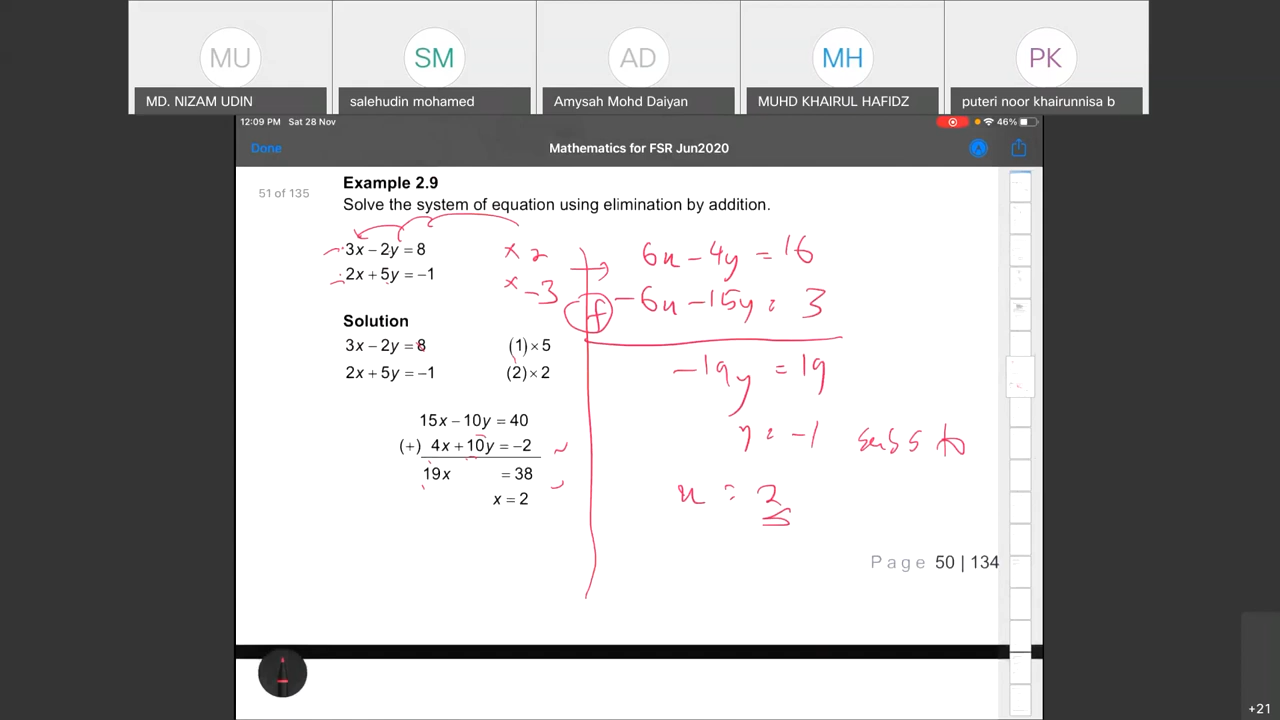 MU SM AD MH PK
MD. NIZAM UDIN salehudin mohamed Amysah Mohd Daiyan MUHD KHAIRUL HAFIDZ puteri noor khairunnisa b
12:09 PM Sat 28 Nov 46%
Done Mathematics for FSR Jun2020
51 of 135
Example 2.9
Solve the system of equation using elimination by addition.
3x − 2y = 8 × 2
2x + 5y = −1 × −3
Solution
3x − 2y = 8 (1) × 5
2x + 5y = −1 (2) × 2
15x − 10y = 40
(+) 4x + 10y = −2
19x = 38
x = 2
6x − 4y = 16
+ −6x − 15y = 3
−19y = 19
y = −1 subs to
x = 2
Page 50 | 134
+21